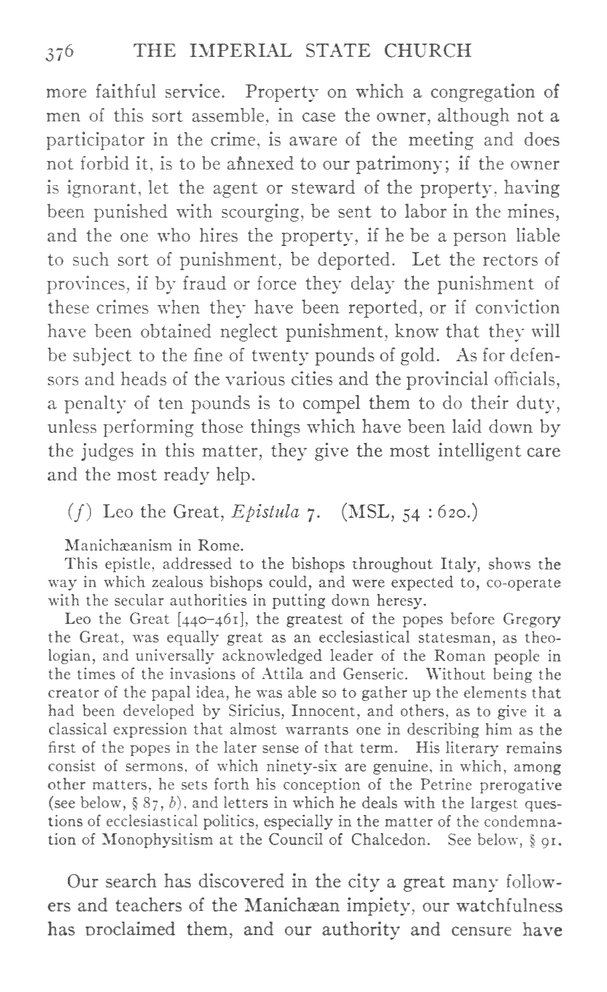 376 THE IMPERIAL STATE CHURCH
more faithful service. Property on which a congregation of
men of this sort assemble, in case the owner, although not a
participator in the crime, is aware of the meeting and does
not forbid it, is to be annexed to our patrimony; if the owner
is ignorant, let the agent or steward of the property, having
been punished with scourging, be sent to labor in the mines,
and the one who hires the property, if he be a person liable
to such sort of punishment, be deported. Let the rectors of
provinces, if by fraud or force they delay the punishment of
these crimes when they have been reported, or if conviction
have been obtained neglect punishment, know that they will
be subject to the fine of twenty pounds of gold. As for defen-
sors and heads of the various cities and the provincial officials,
a penalty of ten pounds is to compel them to do their duty,
unless performing those things which have been laid down by
the judges in this matter, they give the most intelligent care
and the most ready help.
(f) Leo the Great, Epistula 7. (MSL, 54 : 620.)
Manichæanism in Rome.
This epistle, addressed to the bishops throughout Italy, shows the
way in which zealous bishops could, and were expected to, co-operate
with the secular authorities in putting down heresy.
Leo the Great [440–461], the greatest of the popes before Gregory
the Great, was equally great as an ecclesiastical statesman, as theo-
logian, and universally acknowledged leader of the Roman people in
the times of the invasions of Attila and Genseric. Without being the
creator of the papal idea, he was able so to gather up the elements that
had been developed by Siricius, Innocent, and others, as to give it a
classical expression that almost warrants one in describing him as the
first of the popes in the later sense of that term. His literary remains
consist of sermons, of which ninety-six are genuine, in which, among
other matters, he sets forth his conception of the Petrine prerogative
(see below, § 87, b), and letters in which he deals with the largest ques-
tions of ecclesiastical politics, especially in the matter of the condemna-
tion of Monophysitism at the Council of Chalcedon. See below, § 91.
Our search has discovered in the city a great many follow-
ers and teachers of the Manichæan impiety, our watchfulness
has proclaimed them, and our authority and censure have